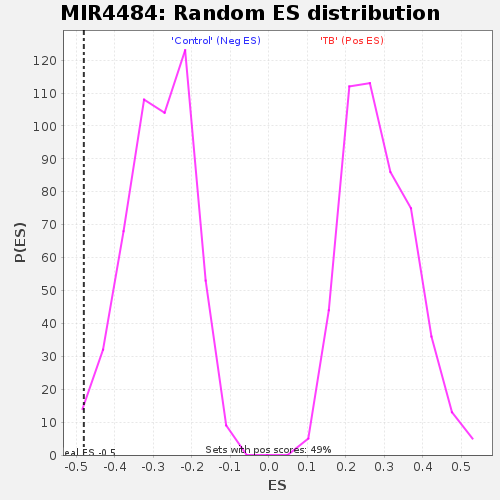 MIR4484: Random ES distribution
'Control' (Neg ES)
'TB' (Pos ES)
P(ES)
120
110
100
90
80
70
60
50
40
30
20
10
0
eal ES -0.5
Sets with pos scores: 49%
-0.5 -0.4 -0.3 -0.2 -0.1 0.0 0.1 0.2 0.3 0.4 0.5
ES